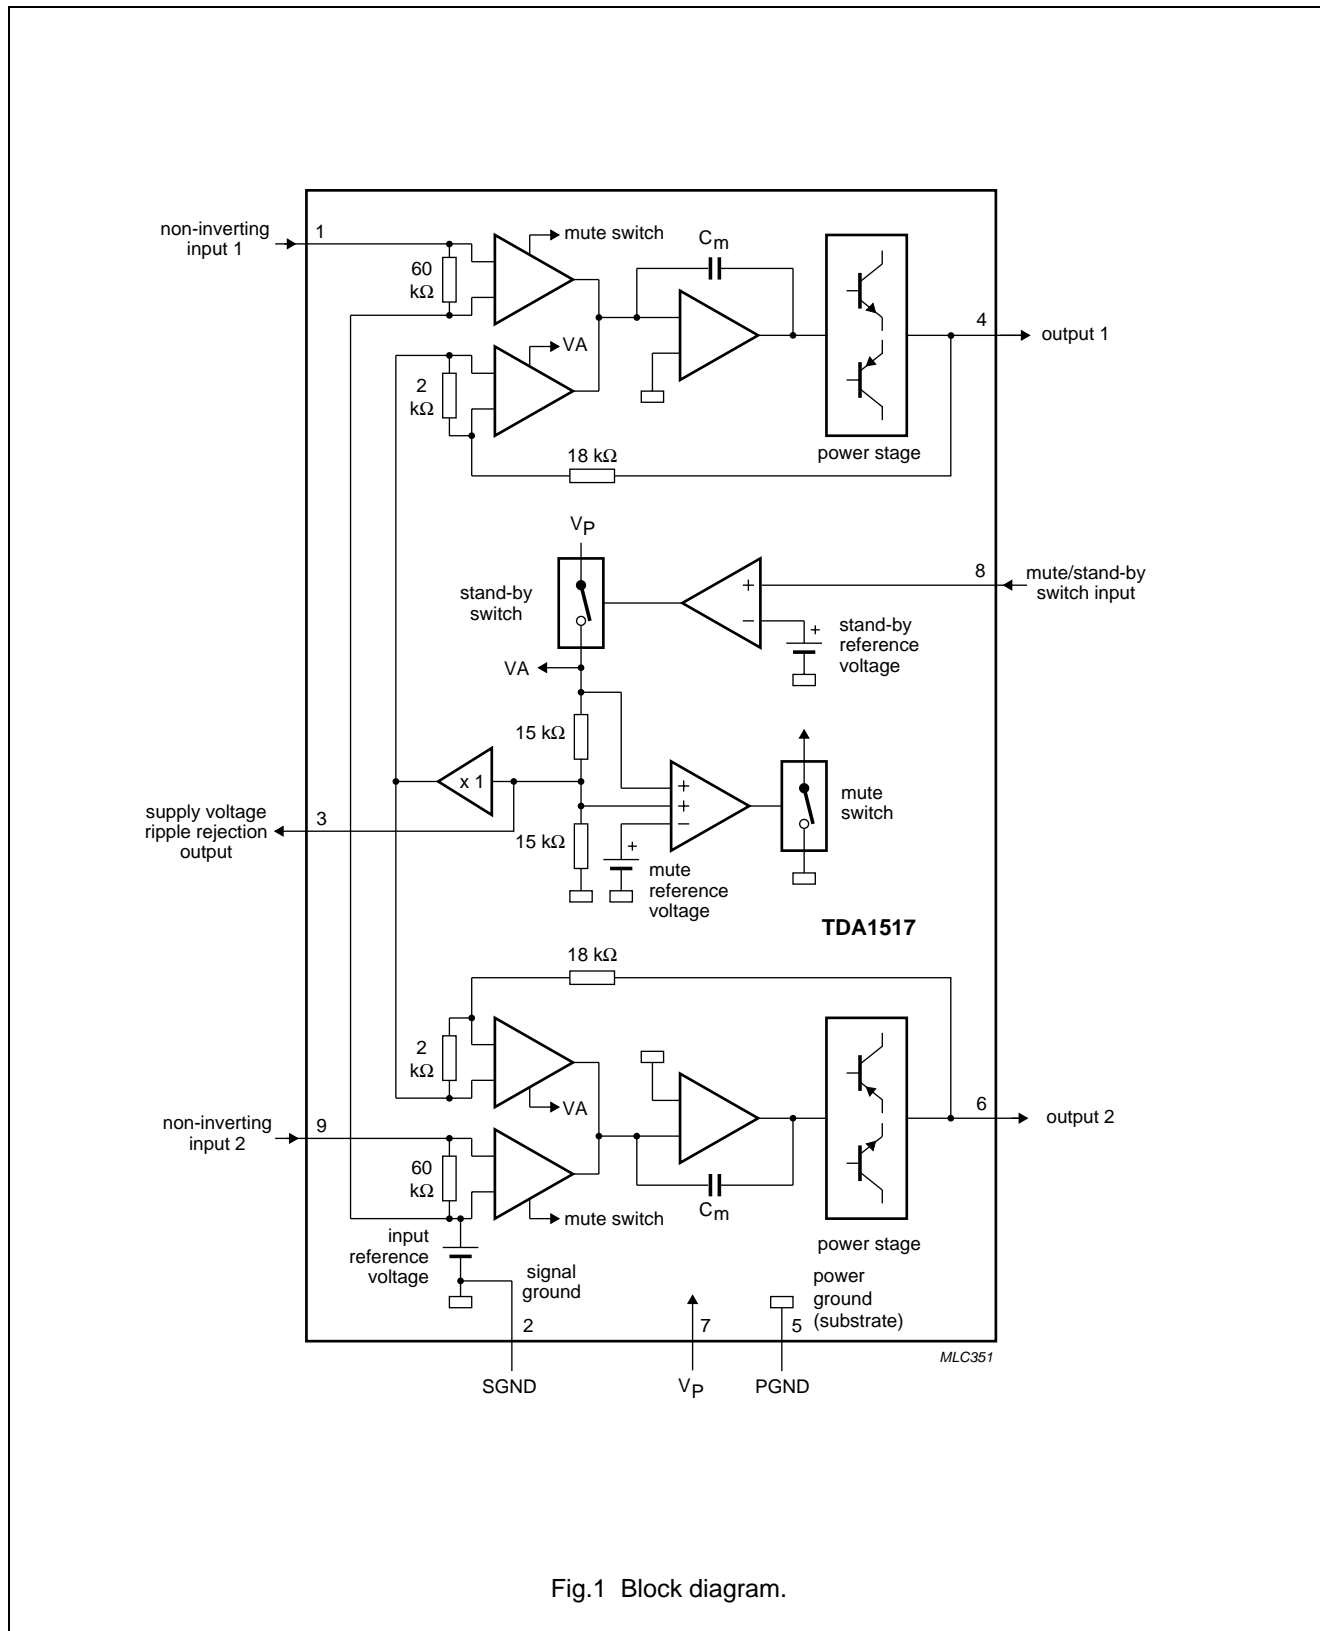 non-inverting
input 1
1
60
kΩ
mute switch
Cm
4
output 1
VA
2
kΩ
18 kΩ
power stage
VP
stand-by
switch
+
−
8
mute/stand-by
switch input
+
stand-by
reference
voltage
VA
15 kΩ
x 1
+
+
−
mute
switch
supply voltage
ripple rejection
output
3
15 kΩ
+
mute
reference
voltage
TDA1517
18 kΩ
2
kΩ
VA
6
output 2
non-inverting
input 2
9
60
kΩ
mute switch
Cm
power stage
input
reference
voltage
signal
ground
power
ground
(substrate)
2
7
5
MLC351
SGND
VP
PGND
Fig.1 Block diagram.